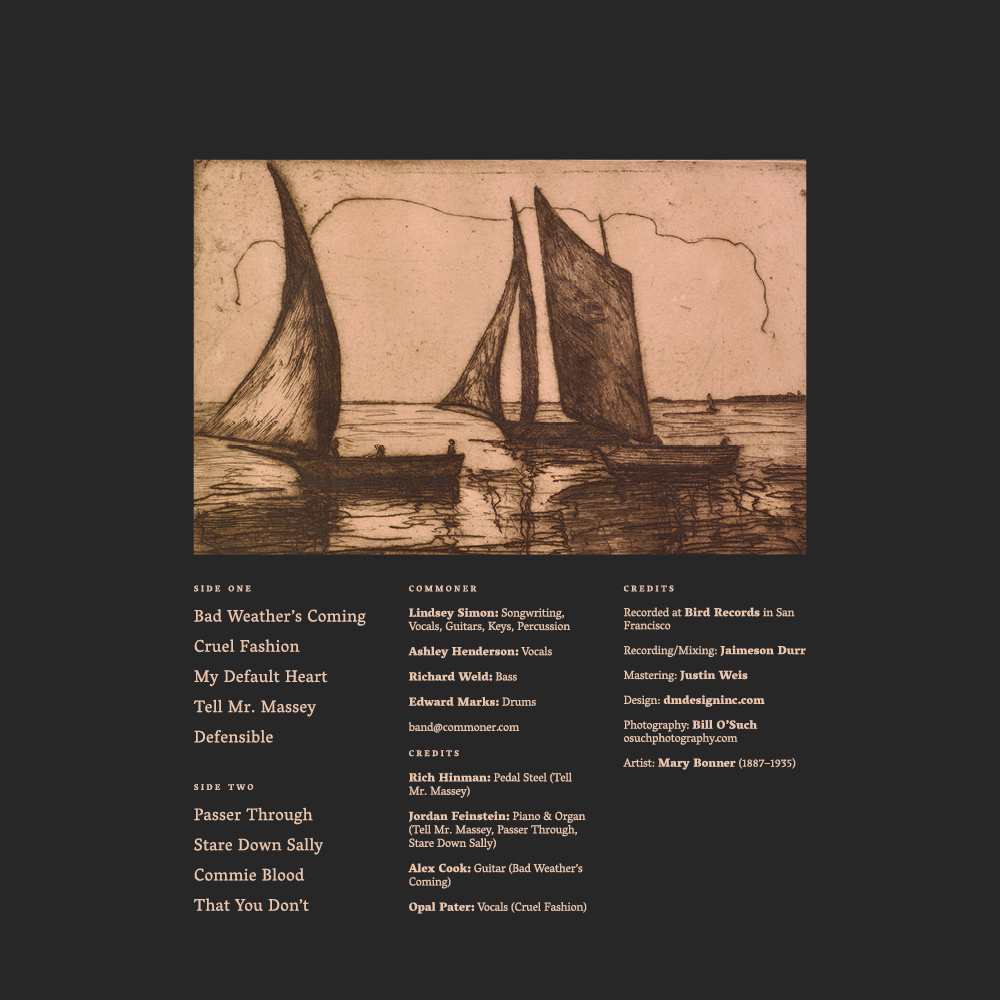 SIDE ONE
Bad Weather’s Coming
Cruel Fashion
My Default Heart
Tell Mr. Massey
Defensible
SIDE TWO
Passer Through
Stare Down Sally
Commie Blood
That You Don’t
COMMONER
Lindsey Simon: Songwriting,
Vocals, Guitars, Keys, Percussion
Ashley Henderson: Vocals
Richard Weld: Bass
Edward Marks: Drums
band@commoner.com
CREDITS
Rich Hinman: Pedal Steel (Tell
Mr. Massey)
Jordan Feinstein: Piano & Organ
(Tell Mr. Massey, Passer Through,
Stare Down Sally)
Alex Cook: Guitar (Bad Weather’s
Coming)
Opal Pater: Vocals (Cruel Fashion)
CREDITS
Recorded at Bird Records in San
Francisco
Recording/Mixing: Jaimeson Durr
Mastering: Justin Weis
Design: dmdesigninc.com
Photography: Bill O’Such
osuchphotography.com
Artist: Mary Bonner (1887–1935)